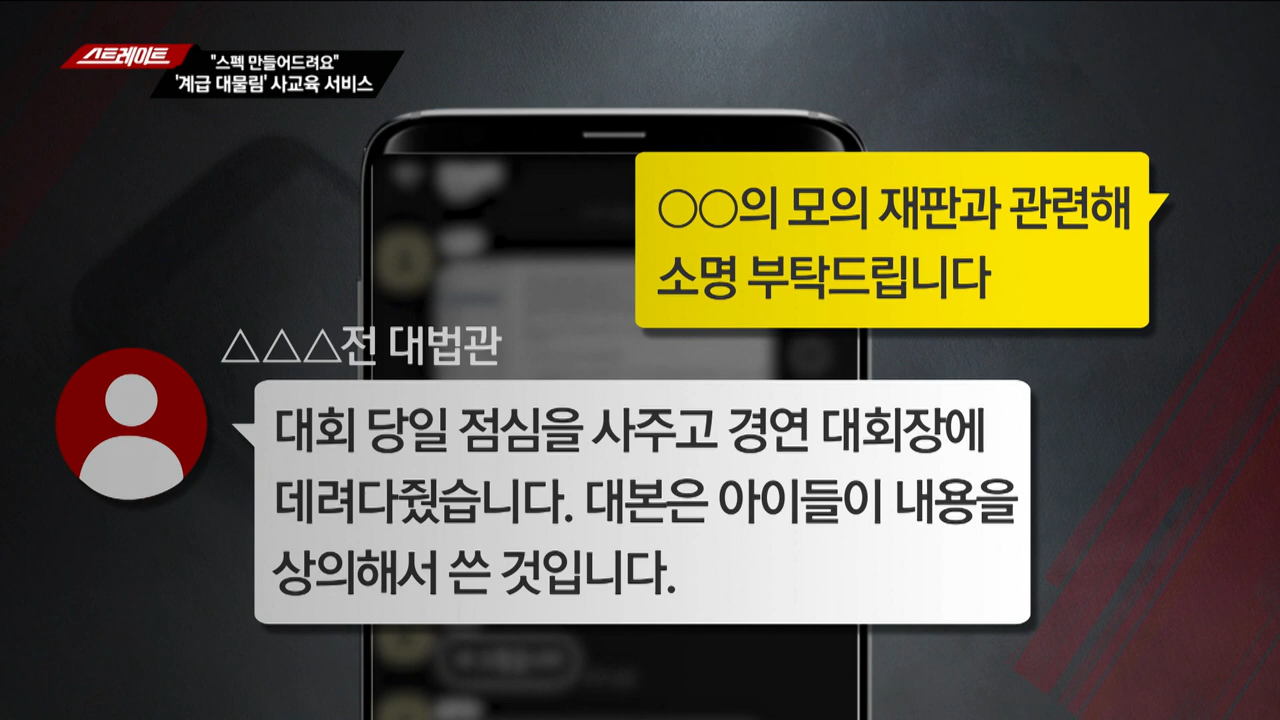 스트레이트
"스펙 만들어드려요"
'계급 대물림' 사교육 서비스
○○의 모의 재판과 관련해
소명 부탁드립니다
△△△전 대법관
대회 당일 점심을 사주고 경연 대회장에
데려다줬습니다. 대본은 아이들이 내용을
상의해서 쓴 것입니다.